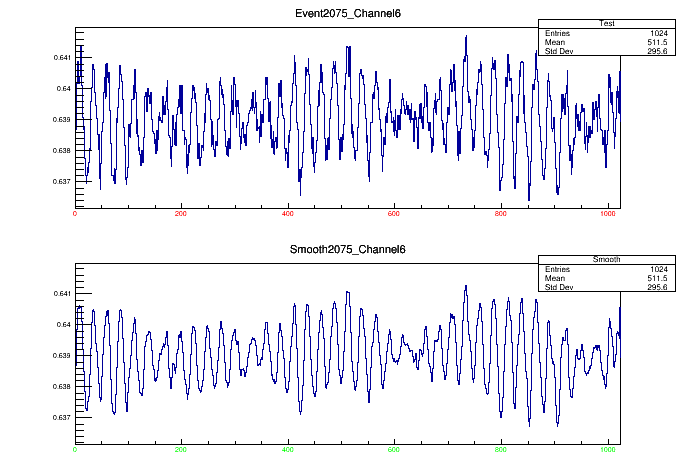 Event2075_Channel6
Test
Entries 1024
Mean 511.5
Std Dev 295.6
0.641
0.64
0.639
0.638
0.637
0 200 400 600 800 1000
Smooth2075_Channel6
Smooth
Entries 1024
Mean 511.5
Std Dev 295.6
0.641
0.64
0.639
0.638
0.637
0 200 400 600 800 1000